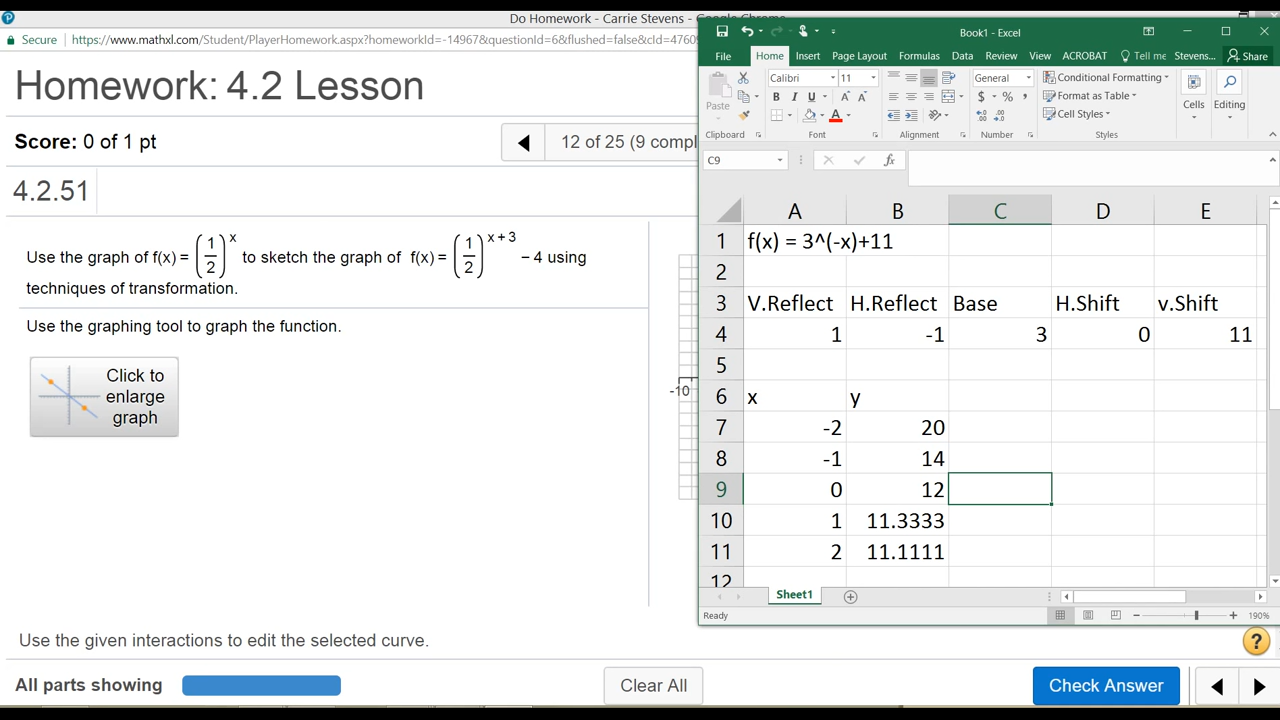 Do Homework - Carrie Stevens - Google Chrome
Secure https://www.mathxl.com/Student/PlayerHomework.aspx?homeworkId=-14967&questionId=6&flushed=false&cId=47609
Homework: 4.2 Lesson
Score: 0 of 1 pt
12 of 25 (9 compl
4.2.51
Use the graph of f(x) = (1/2)^x to sketch the graph of f(x) = (1/2)^(x + 3) − 4 using
techniques of transformation.
Use the graphing tool to graph the function.
Click to
enlarge
graph
-10
Use the given interactions to edit the selected curve.
All parts showing
Clear All
Check Answer
?
Book1 - Excel
File Home Insert Page Layout Formulas Data Review View ACROBAT Tell me Stevens... Share
Paste
Calibri 11
B I U A A
A
General
$ % ,
Conditional Formatting
Format as Table
Cell Styles
Cells
Editing
Clipboard Font Alignment Number Styles
C9 fx
A B C D E
1 f(x) = 3^(-x)+11
2
3 V.Reflect H.Reflect Base H.Shift v.Shift
4 1 -1 3 0 11
5
6 x y
7 -2 20
8 -1 14
9 0 12
10 1 11.3333
11 2 11.1111
12
Sheet1
Ready
190%